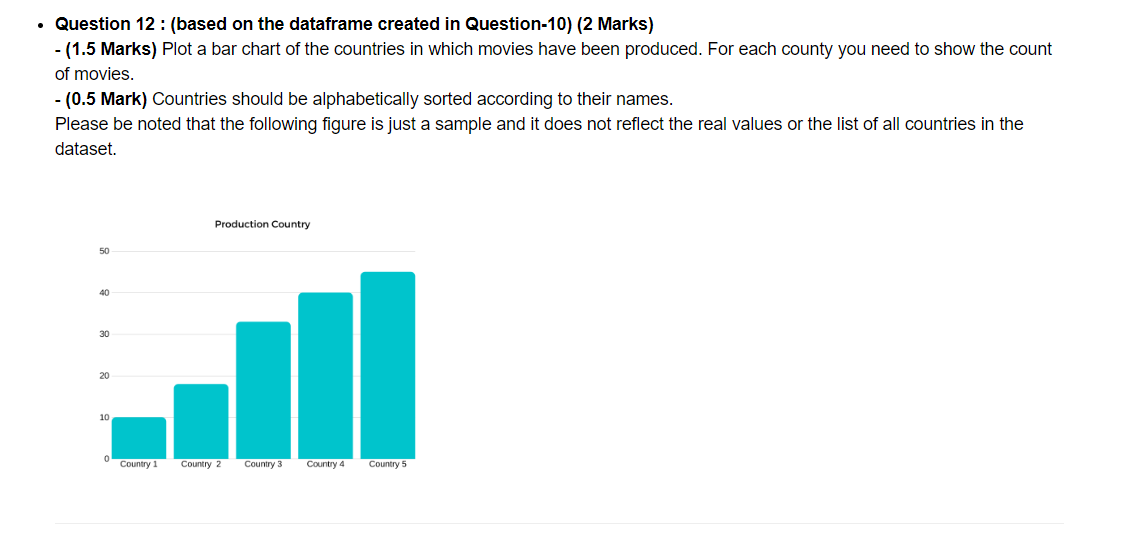 • Question 12 : (based on the dataframe created in Question-10) (2 Marks)
- (1.5 Marks) Plot a bar chart of the countries in which movies have been produced. For each county you need to show the count
of movies.
- (0.5 Mark) Countries should be alphabetically sorted according to their names.
Please be noted that the following figure is just a sample and it does not reflect the real values or the list of all countries in the
dataset.
Production Country
50
40
30
20
10
0
Country 1 Country 2 Country 3 Country 4 Country 5